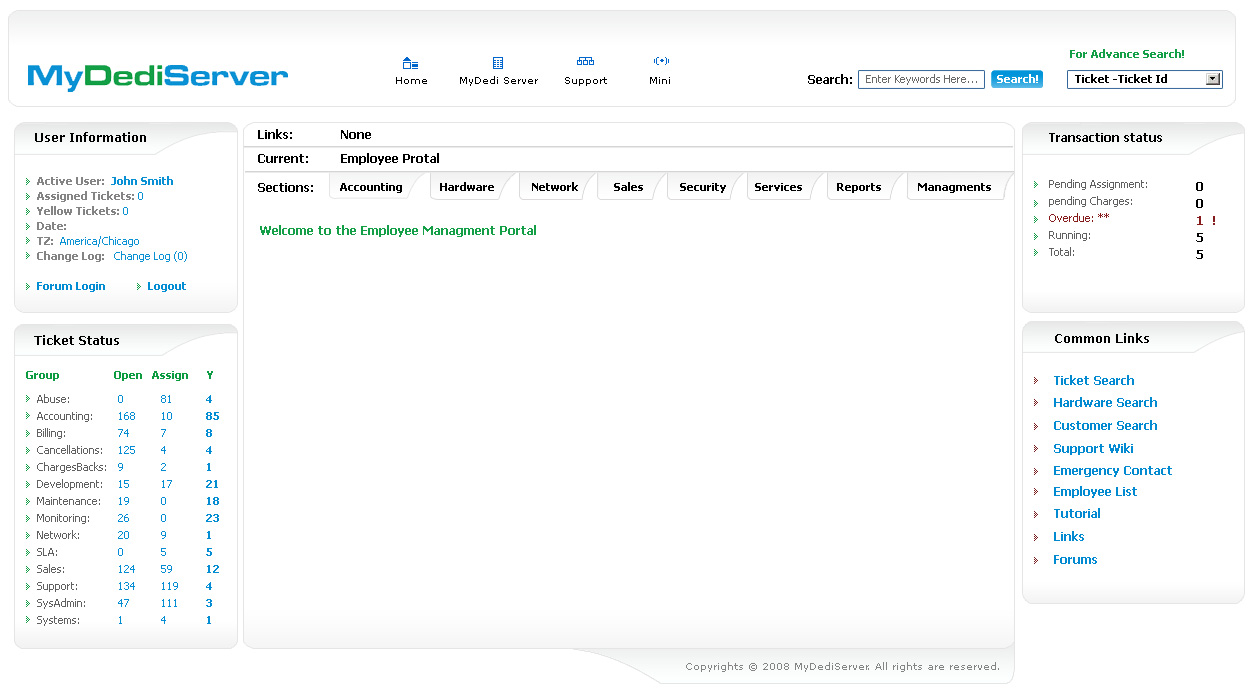 MyDediServer
Home MyDedi Server Support Mini
Search: Enter Keywords Here... Search!
For Advance Search!
Ticket -Ticket Id
User Information
Active User: John Smith
Assigned Tickets: 0
Yellow Tickets: 0
Date:
TZ: America/Chicago
Change Log: Change Log (0)
Forum Login Logout
Ticket Status
Group Open Assign Y
Abuse: 0 81 4
Accounting: 168 10 85
Billing: 74 7 8
Cancellations: 125 4 4
ChargesBacks: 9 2 1
Development: 15 17 21
Maintenance: 19 0 18
Monitoring: 26 0 23
Network: 20 9 1
SLA: 0 5 5
Sales: 124 59 12
Support: 134 119 4
SysAdmin: 47 111 3
Systems: 1 4 1
Links: None
Current: Employee Protal
Sections: Accounting Hardware Network Sales Security Services Reports Managments
Welcome to the Employee Managment Portal
Transaction status
Pending Assignment: 0
pending Charges: 0
Overdue: ** 1 !
Running: 5
Total: 5
Common Links
Ticket Search
Hardware Search
Customer Search
Support Wiki
Emergency Contact
Employee List
Tutorial
Links
Forums
Copyrights © 2008 MyDediServer. All rights are reserved.